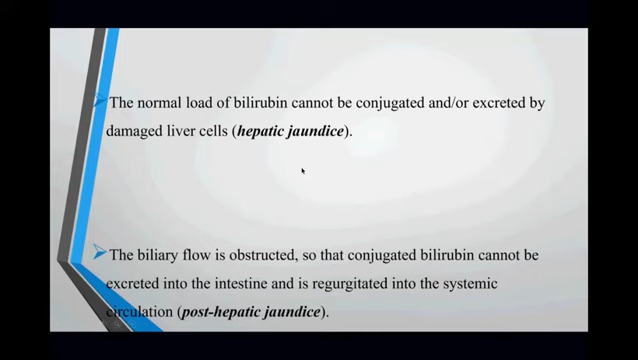 The normal load of bilirubin cannot be conjugated and/or excreted by
damaged liver cells (hepatic jaundice).
The biliary flow is obstructed, so that conjugated bilirubin cannot be
excreted into the intestine and is regurgitated into the systemic
circulation (post-hepatic jaundice).